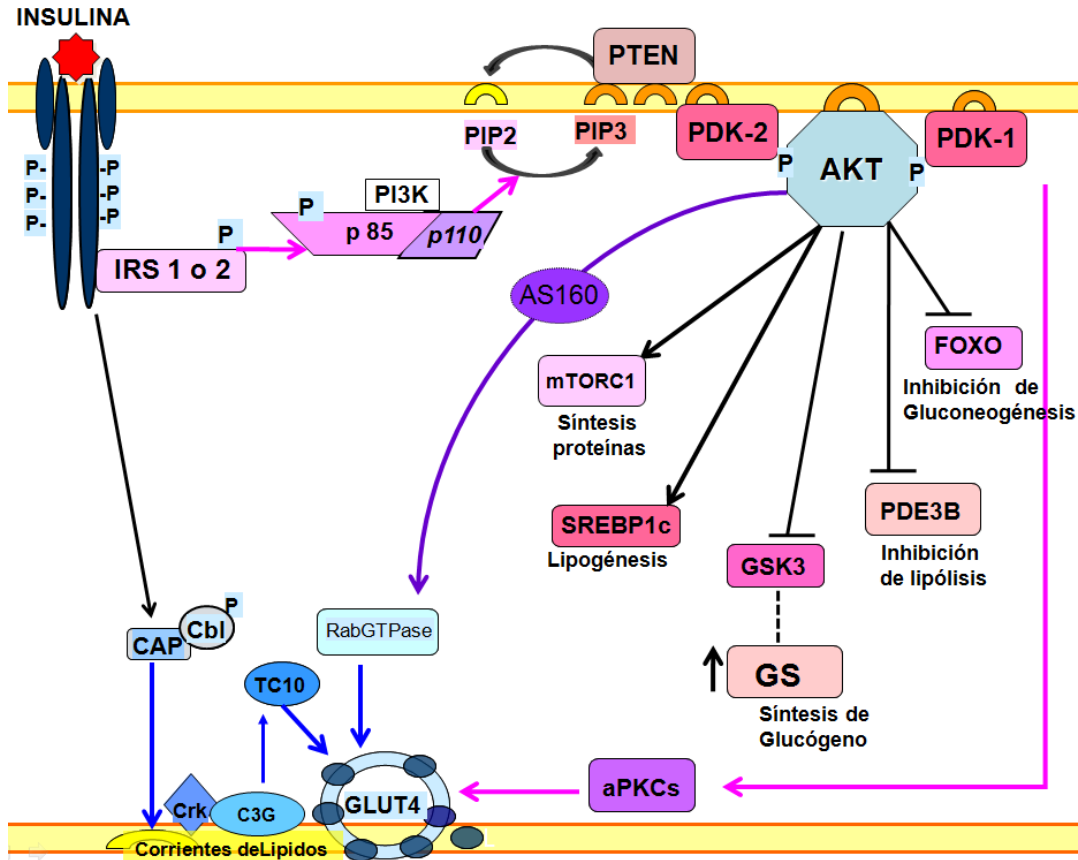 INSULINA
PTEN
PIP2
PIP3
PDK-2
PDK-1
P
AKT
P
P-
P-
P-
-P
-P
-P
P
PI3K
P
p 85
p110
IRS 1 o 2
AS160
mTORC1
Síntesis
proteínas
FOXO
Inhibición de
Gluconeogénesis
SREBP1c
Lipogénesis
PDE3B
Inhibición
de lipólisis
GSK3
GS
Síntesis de
Glucógeno
P
Cbl
CAP
RabGTPase
TC10
Crk
C3G
GLUT4
aPKCs
Corrientes deLipidos